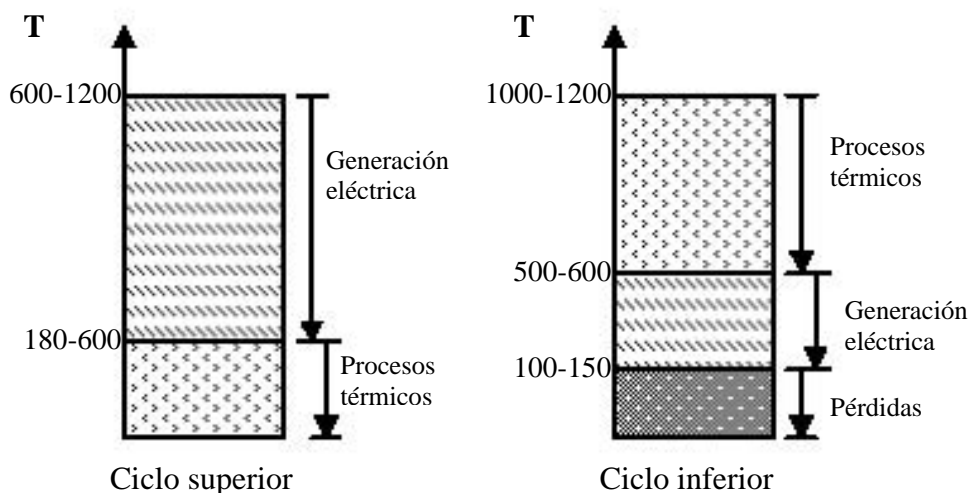 T
600-1200
Generación
eléctrica
180-600
Procesos
térmicos
Ciclo superior
T
1000-1200
Procesos
térmicos
500-600
Generación
eléctrica
100-150
Pérdidas
Ciclo inferior